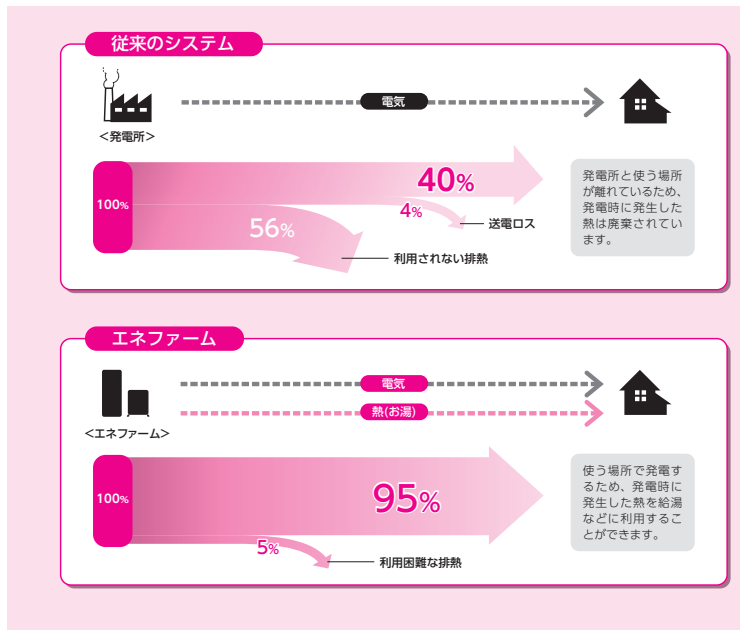 従来のシステム
電気
<発電所>
100%
40%
4%
送電ロス
56%
利用されない排熱
発電所と使う場所
が離れているため、
発電時に発生した
熱は廃棄されてい
ます。
エネファーム
電気
熱(お湯)
<エネファーム>
100%
95%
5%
利用困難な排熱
使う場所で発電す
るため、発電時に
発生した熱を給湯
などに利用するこ
とができます。